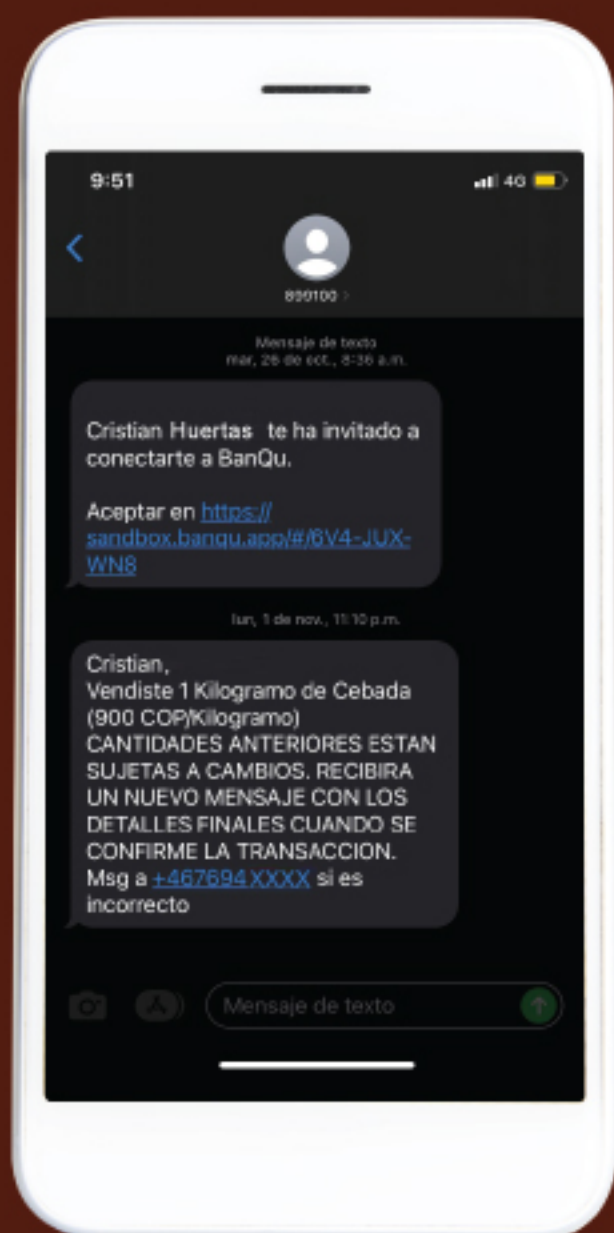 9:51
4G
899100 >
Mensaje de texto
mar, 26 de oct., 8:36 a.m.
Cristian Huertas te ha invitado a
conectarte a BanQu.
Aceptar en https://
sandbox.banqu.app/#/6V4-JUX-
WN8
lun, 1 de nov., 11:10 p.m.
Cristian,
Vendiste 1 Kilogramo de Cebada
(900 COP/Kilogramo)
CANTIDADES ANTERIORES ESTAN
SUJETAS A CAMBIOS. RECIBIRA
UN NUEVO MENSAJE CON LOS
DETALLES FINALES CUANDO SE
CONFIRME LA TRANSACCION.
Msg a +467694XXXX si es
incorrecto
Mensaje de texto